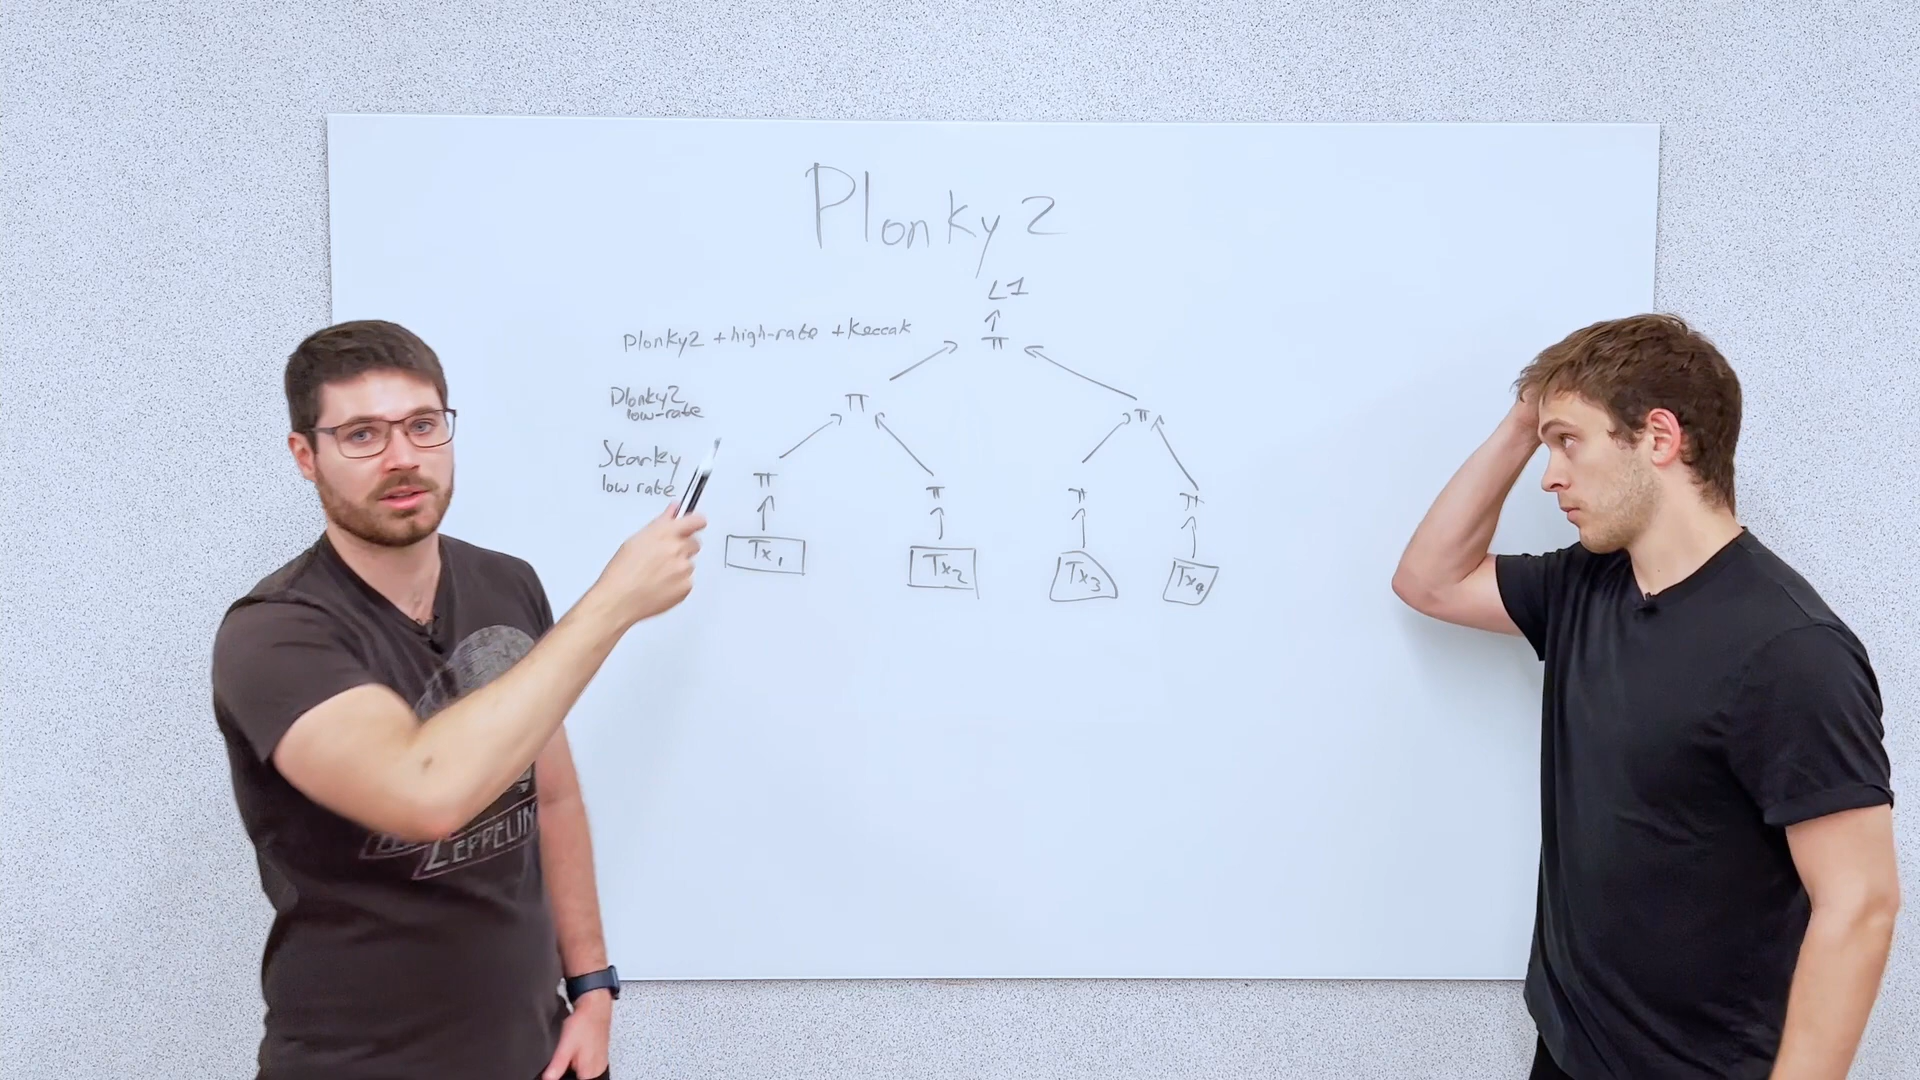 Plonky2
L1
Plonky2 +high-rate +Keccak
π
Plonky2
low-rate
π
π
Starky
low rate
π
π
π
π
Tx1
Tx2
Tx3
Tx4
ZEPPELIN